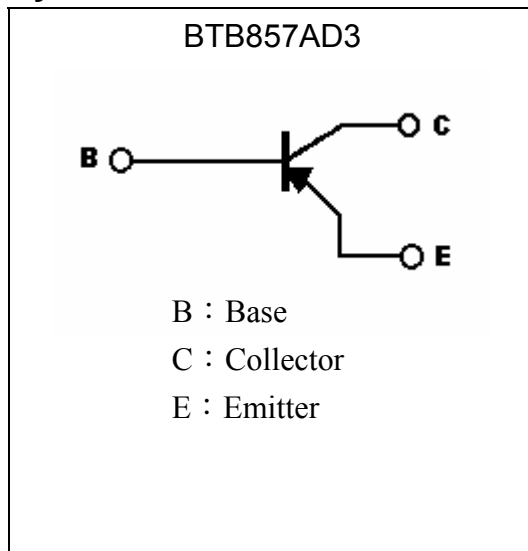 BTB857AD3
B
C
E
B：Base
C：Collector
E：Emitter